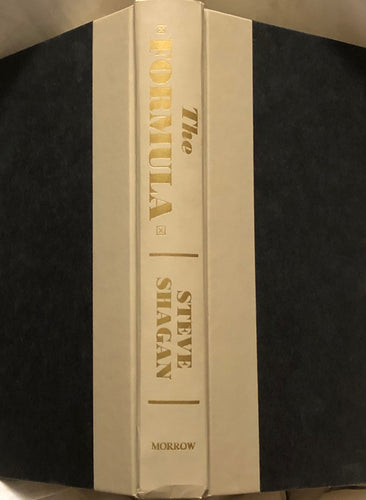 The
FORMULA
STEVE
SHAGAN
MORROW